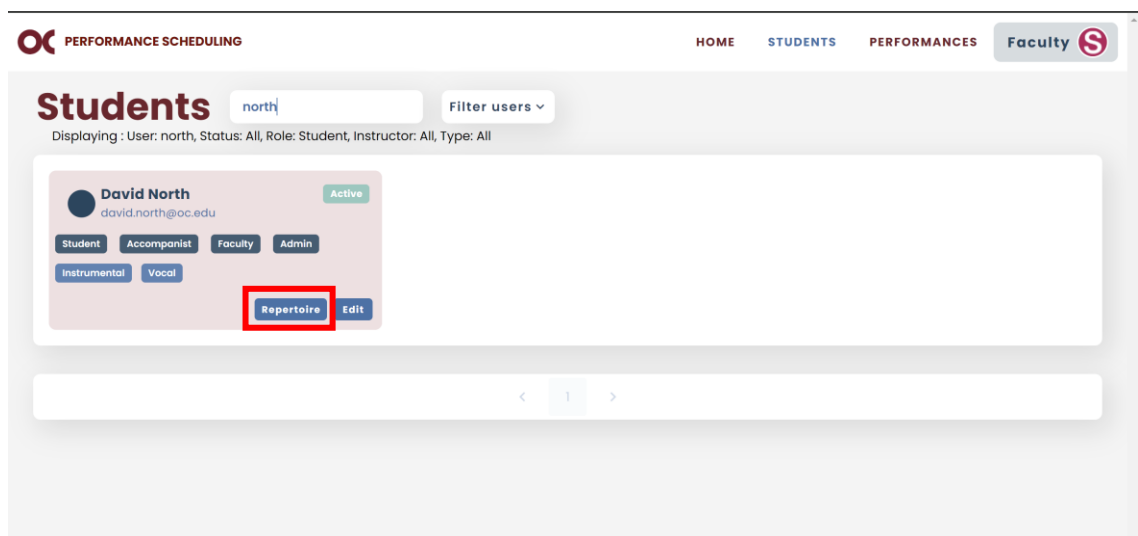 OC PERFORMANCE SCHEDULING HOME STUDENTS PERFORMANCES Faculty S
Students north Filter users
Displaying : User: north, Status: All, Role: Student, Instructor: All, Type: All
David North Active
david.north@oc.edu
Student Accompanist Faculty Admin
Instrumental Vocal
Repertoire Edit
< 1 >